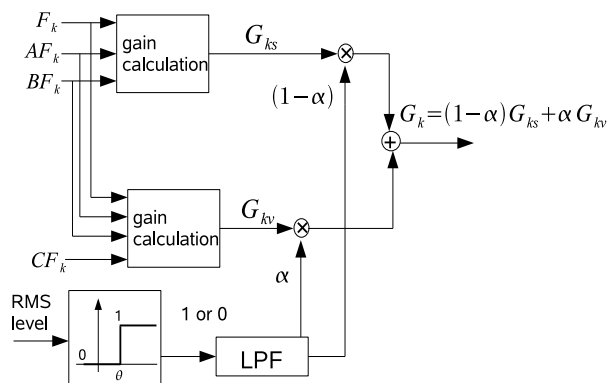 F_k
AF_k
BF_k
gain
calculation
G_ks
⊗
(1−α)
G_k=(1−α)G_ks+α G_kv
+
gain
calculation
G_kv
⊗
CF_k
α
RMS
level
1
0
θ
1 or 0
LPF